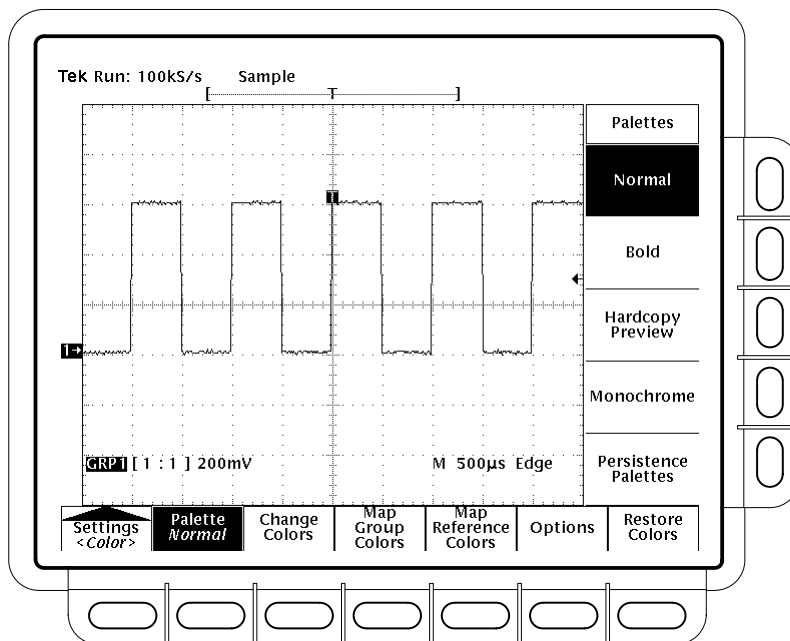 Tek Run: 100kS/s Sample
[ T ]
Palettes
Normal
Bold
Hardcopy
Preview
Monochrome
Persistence
Palettes
T
1→
GRP1 [ 1 : 1 ] 200mV M 500µs Edge
Settings
<Color>
Palette
Normal
Change
Colors
Map
Group
Colors
Map
Reference
Colors
Options
Restore
Colors